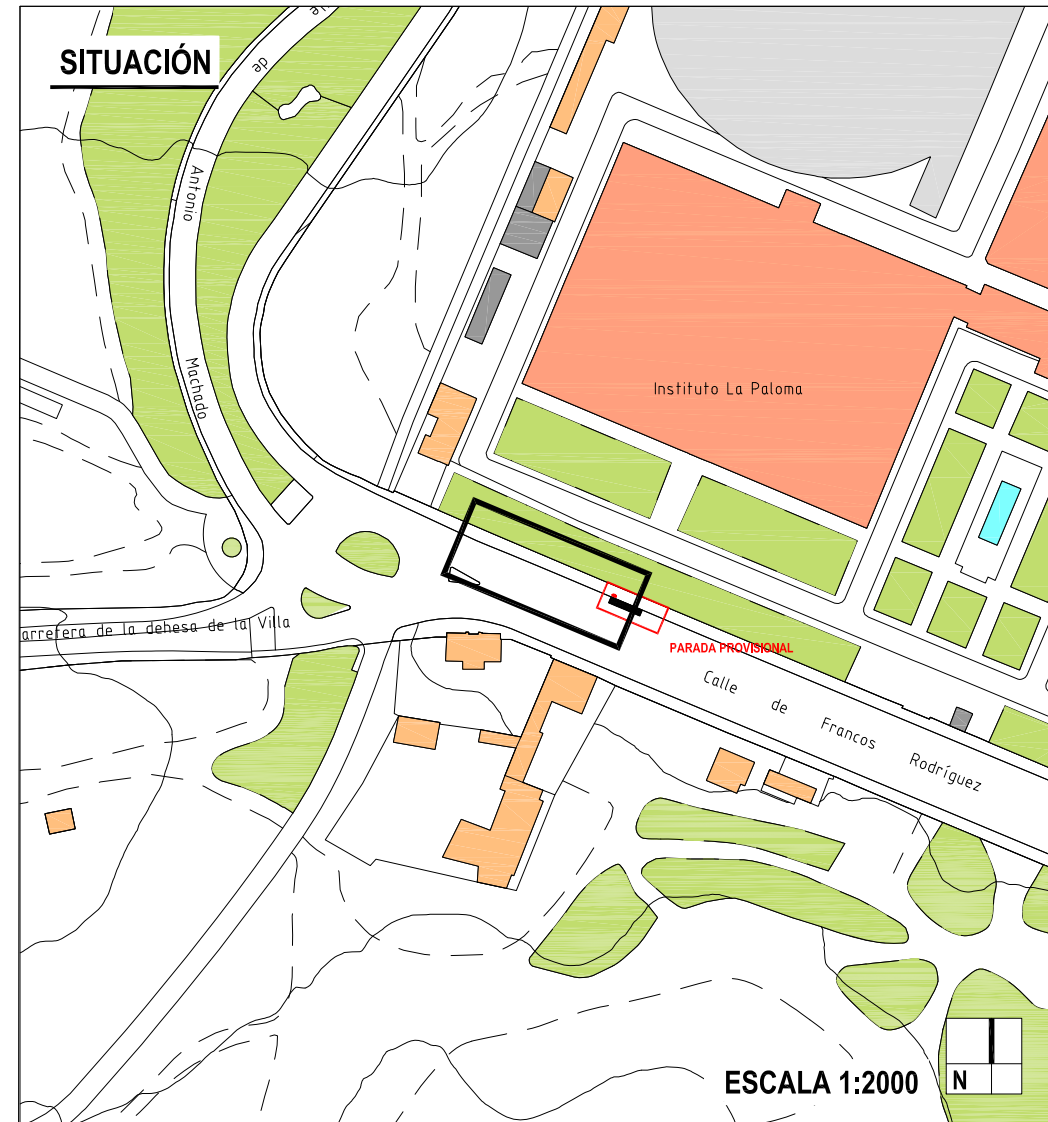 SITUACIÓN
de
Antonio
Machado
Instituto La Paloma
arretera de la dehesa de la Villa
PARADA PROVISIONAL
Calle de Francos Rodríguez
ESCALA 1:2000
N